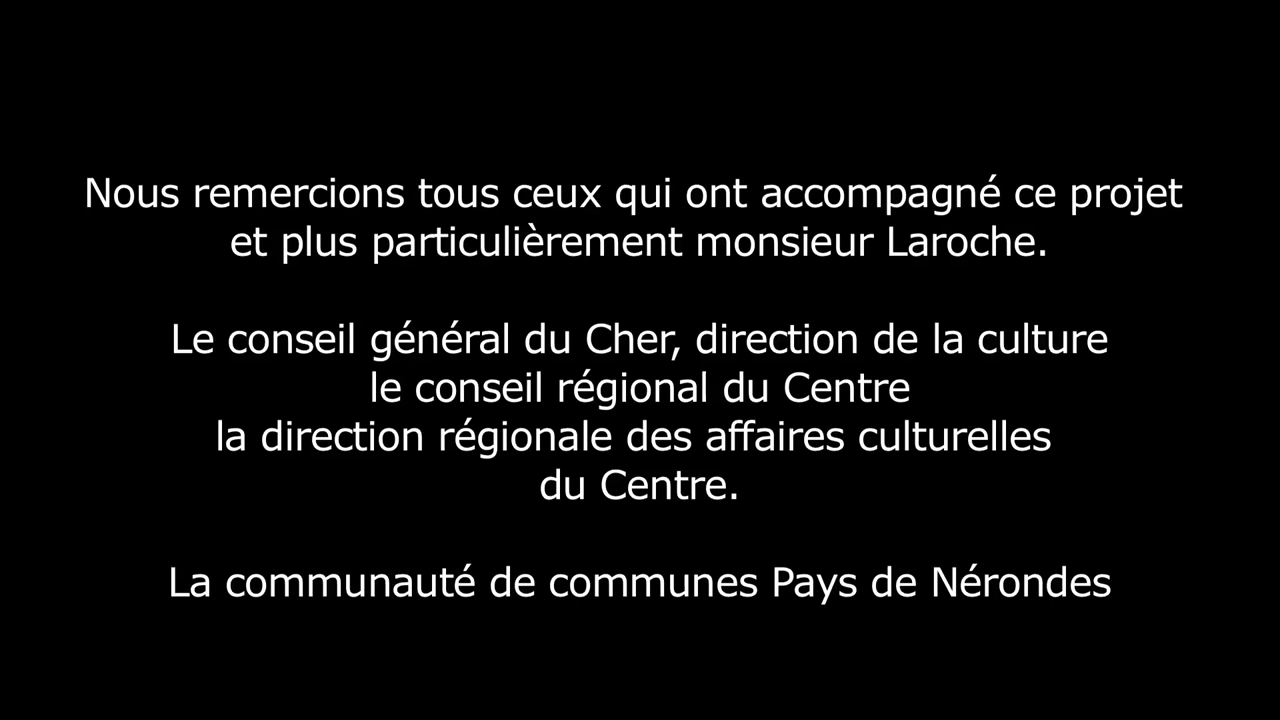 Nous remercions tous ceux qui ont accompagné ce projet
et plus particulièrement monsieur Laroche.
Le conseil général du Cher, direction de la culture
le conseil régional du Centre
la direction régionale des affaires culturelles
du Centre.
La communauté de communes Pays de Nérondes